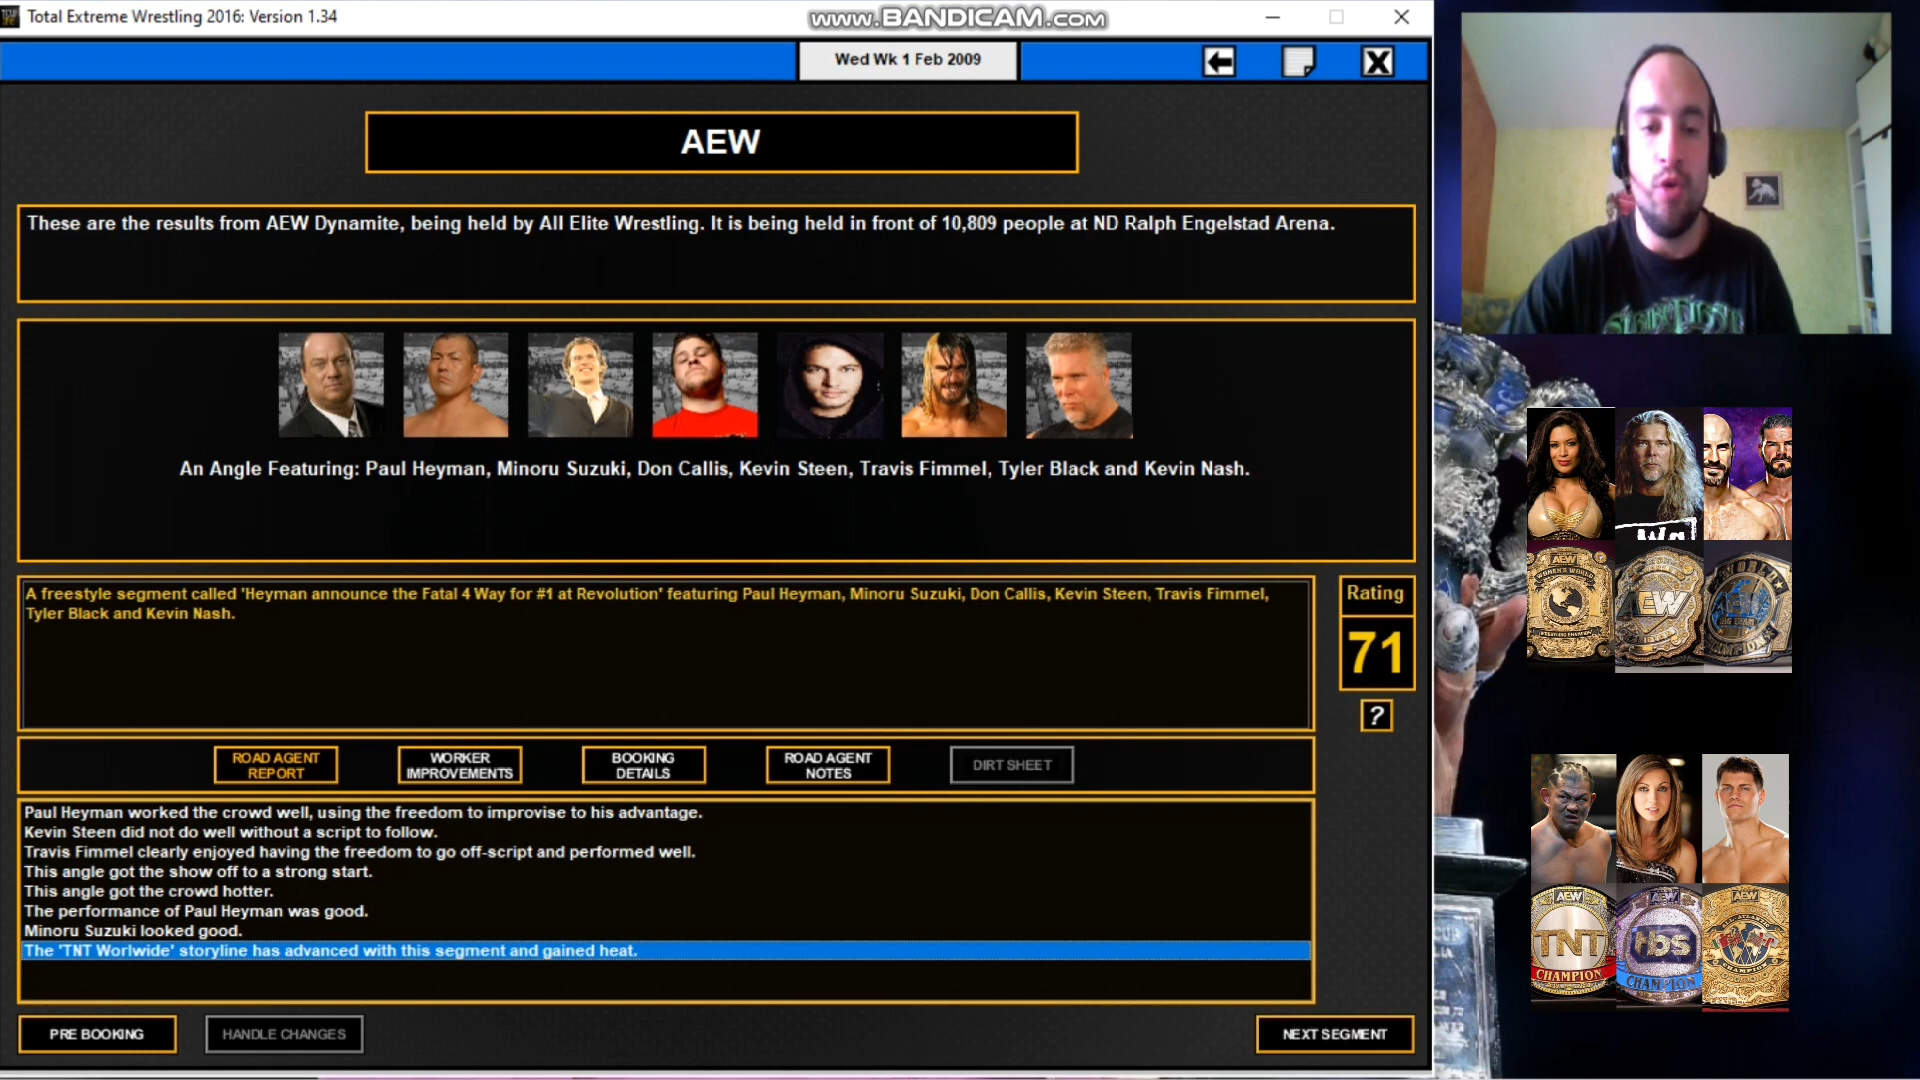 Total Extreme Wrestling 2016: Version 1.34
www.BANDICAM.com
Wed Wk 1 Feb 2009
AEW
These are the results from AEW Dynamite, being held by All Elite Wrestling. It is being held in front of 10,809 people at ND Ralph Engelstad Arena.
An Angle Featuring: Paul Heyman, Minoru Suzuki, Don Callis, Kevin Steen, Travis Fimmel, Tyler Black and Kevin Nash.
A freestyle segment called 'Heyman announce the Fatal 4 Way for #1 at Revolution' featuring Paul Heyman, Minoru Suzuki, Don Callis, Kevin Steen, Travis Fimmel,
Tyler Black and Kevin Nash.
Rating
71
?
ROAD AGENT
REPORT
WORKER
IMPROVEMENTS
BOOKING
DETAILS
ROAD AGENT
NOTES
DIRT SHEET
Paul Heyman worked the crowd well, using the freedom to improvise to his advantage.
Kevin Steen did not do well without a script to follow.
Travis Fimmel clearly enjoyed having the freedom to go off-script and performed well.
This angle got the show off to a strong start.
This angle got the crowd hotter.
The performance of Paul Heyman was good.
Minoru Suzuki looked good.
The 'TNT Worlwide' storyline has advanced with this segment and gained heat.
PRE BOOKING
HANDLE CHANGES
NEXT SEGMENT
AEW
WOMEN'S WORLD
AEW
WORLD
AEW
TNT
CHAMPION
AEW
tbs
CHAMPION
AEW
CHAMPION